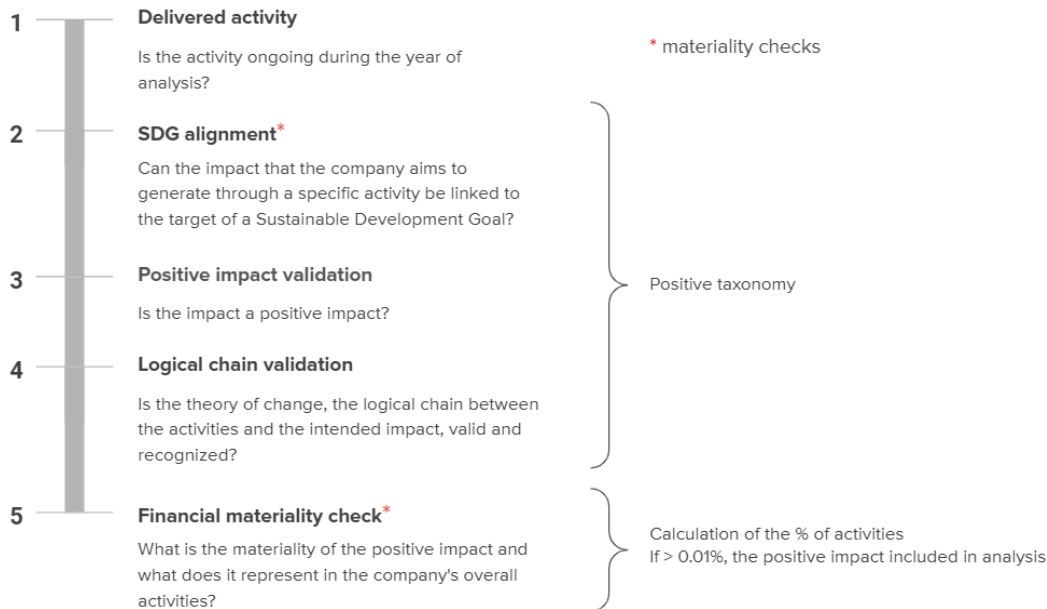 1
Delivered activity
Is the activity ongoing during the year of
analysis?
* materiality checks
2
SDG alignment*
Can the impact that the company aims to
generate through a specific activity be linked to
the target of a Sustainable Development Goal?
3
Positive impact validation
Is the impact a positive impact?
Positive taxonomy
4
Logical chain validation
Is the theory of change, the logical chain between
the activities and the intended impact, valid and
recognized?
5
Financial materiality check*
What is the materiality of the positive impact and
what does it represent in the company's overall
activities?
Calculation of the % of activities
If > 0.01%, the positive impact included in analysis